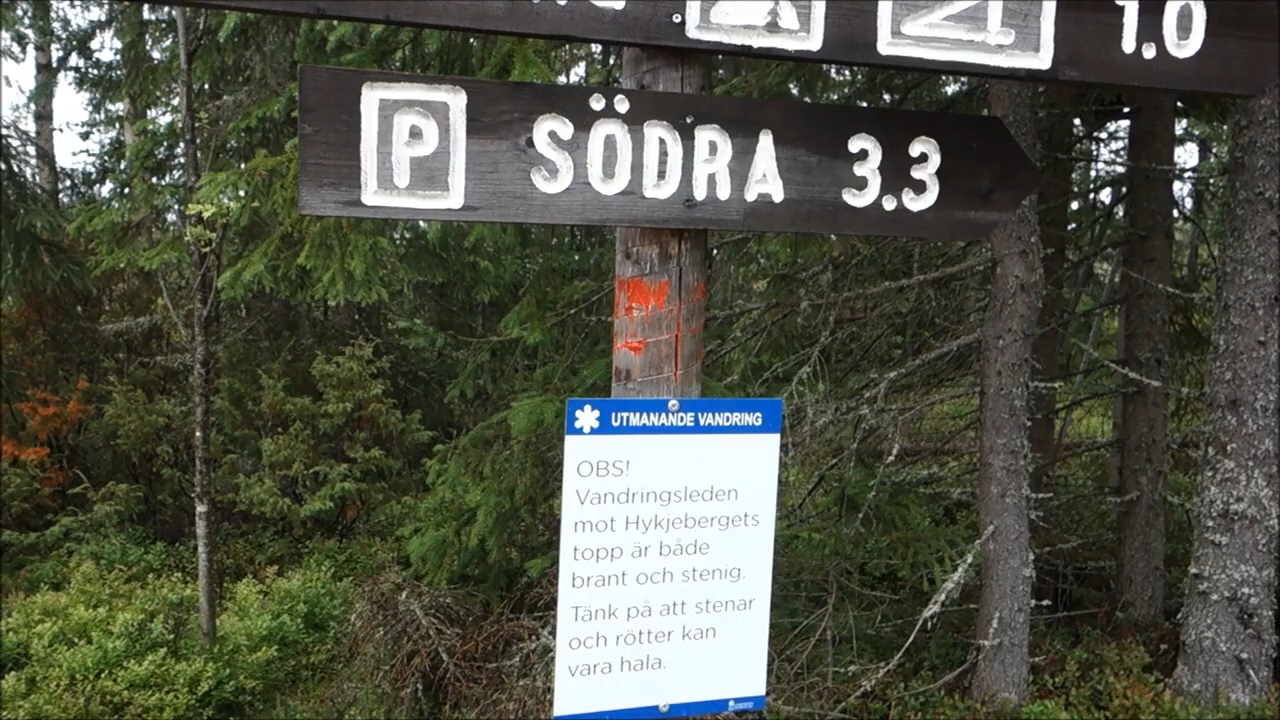 1.0
P SÖDRA 3.3
UTMANANDE VANDRING
OBS!
Vandringsleden
mot Hykjebergets
topp är både
brant och stenig.
Tänk på att stenar
och rötter kan
vara hala.